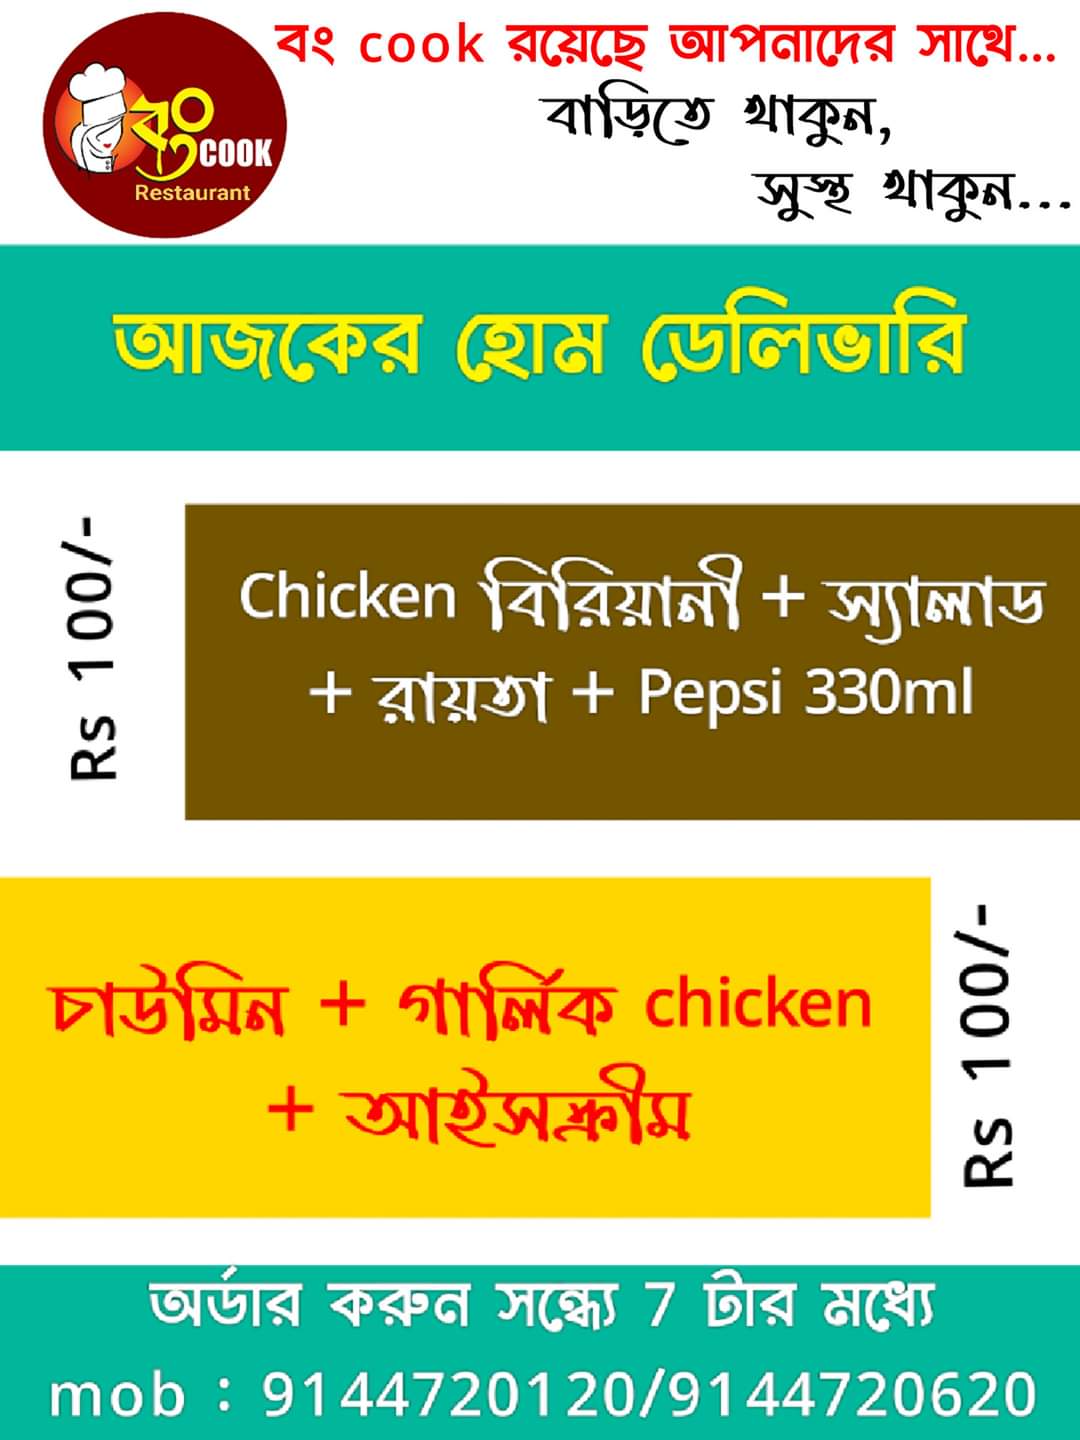 বং cook রয়েছে আপনাদের সাথে...
বাড়িতে থাকুন,
সুস্থ থাকুন...
বং
COOK
Restaurant
আজকের হোম ডেলিভারি
Rs 100/-
Chicken বিরিয়ানী + স্যালাড
+ রায়তা + Pepsi 330ml
চাউমিন + গার্লিক chicken
+ আইসক্রীম
Rs 100/-
অর্ডার করুন সন্ধ্যে 7 টার মধ্যে
mob : 9144720120/9144720620